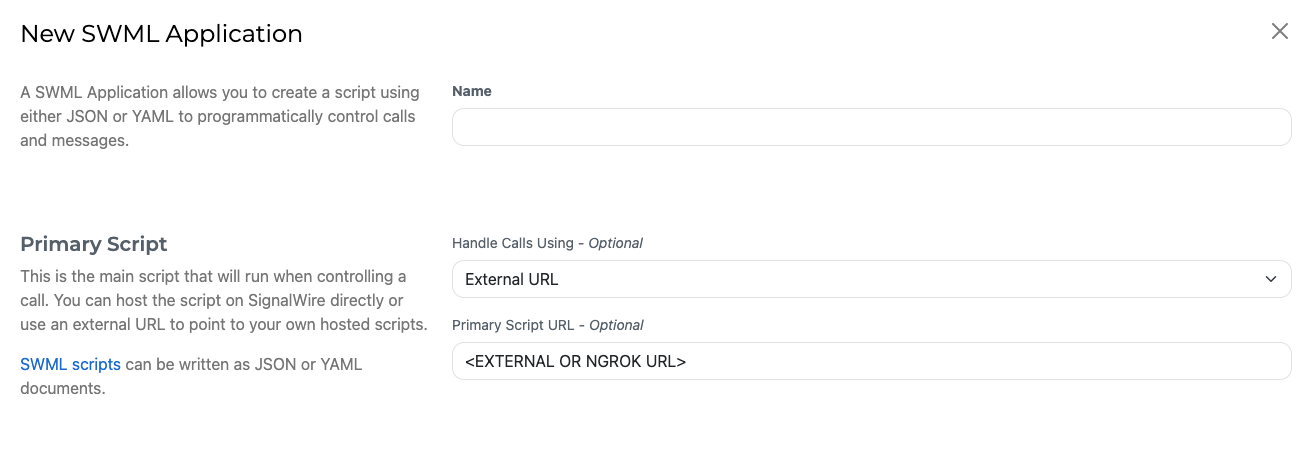 New SWML Application
A SWML Application allows you to create a script using
either JSON or YAML to programmatically control calls
and messages.
Name
Primary Script
This is the main script that will run when controlling a
call. You can host the script on SignalWire directly or
use an external URL to point to your own hosted scripts.
SWML scripts can be written as JSON or YAML
documents.
Handle Calls Using - Optional
External URL
Primary Script URL - Optional
<EXTERNAL OR NGROK URL>